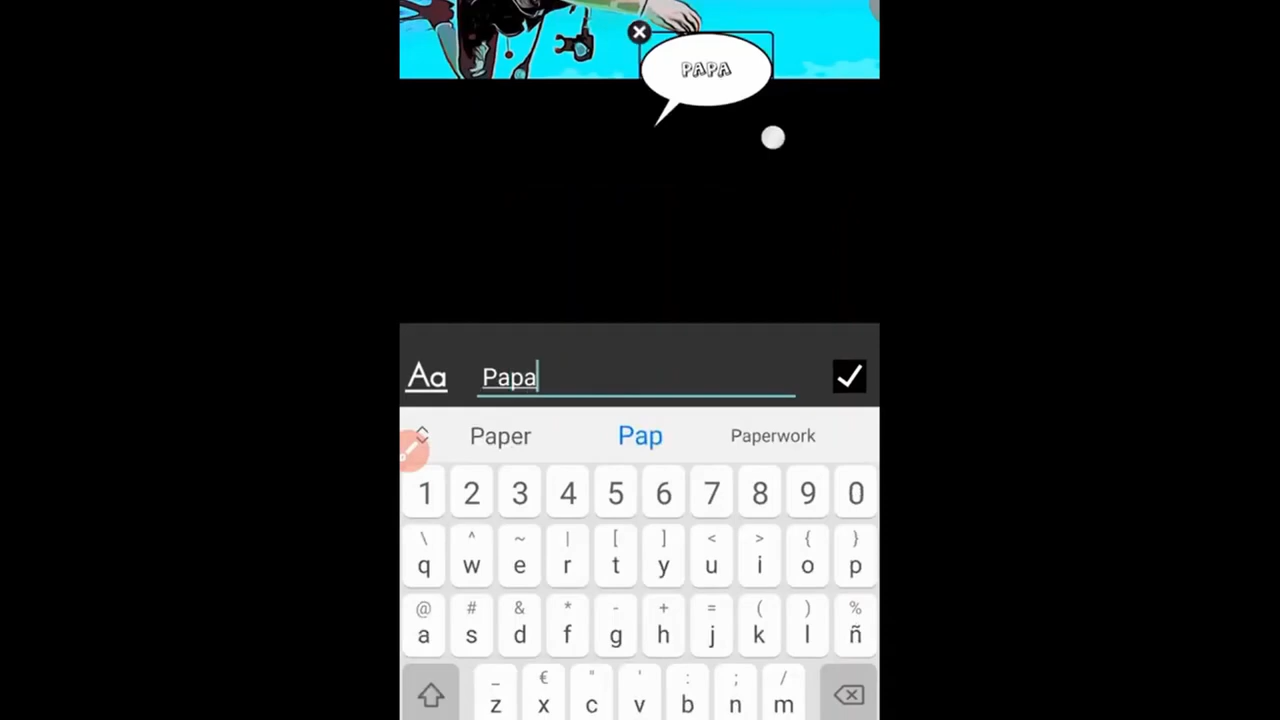 PAPA
Aa Papa
Paper Pap Paperwork
1 2 3 4 5 6 7 8 9 0
\ ^ ~ | [ ] < > { }
q w e r t y u i o p
@ # & * - + = ( ) %
a s d f g h j k l ñ
_ € " ' : ; /
z x c v b n m